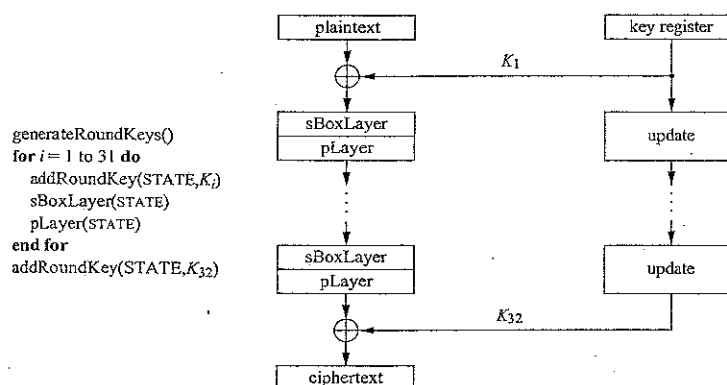 generateRoundKeys()
for i = 1 to 31 do
addRoundKey(STATE,Ki)
sBoxLayer(STATE)
pLayer(STATE)
end for
addRoundKey(STATE,K32)
plaintext
key register
K1
sBoxLayer
pLayer
update
sBoxLayer
pLayer
update
K32
ciphertext